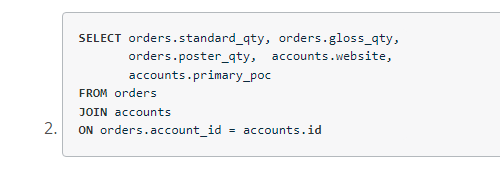 SELECT orders.standard_qty, orders.gloss_qty,
       orders.poster_qty,  accounts.website,
       accounts.primary_poc
FROM orders
JOIN accounts
2. ON orders.account_id = accounts.id